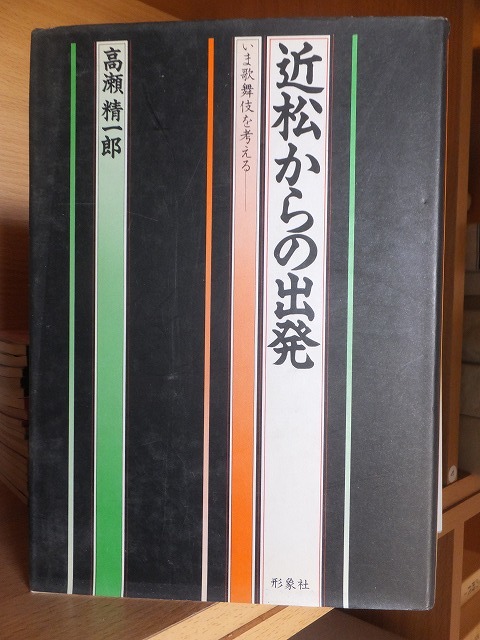 近松からの出発
いま歌舞伎を考える――
高瀬精一郎
形象社